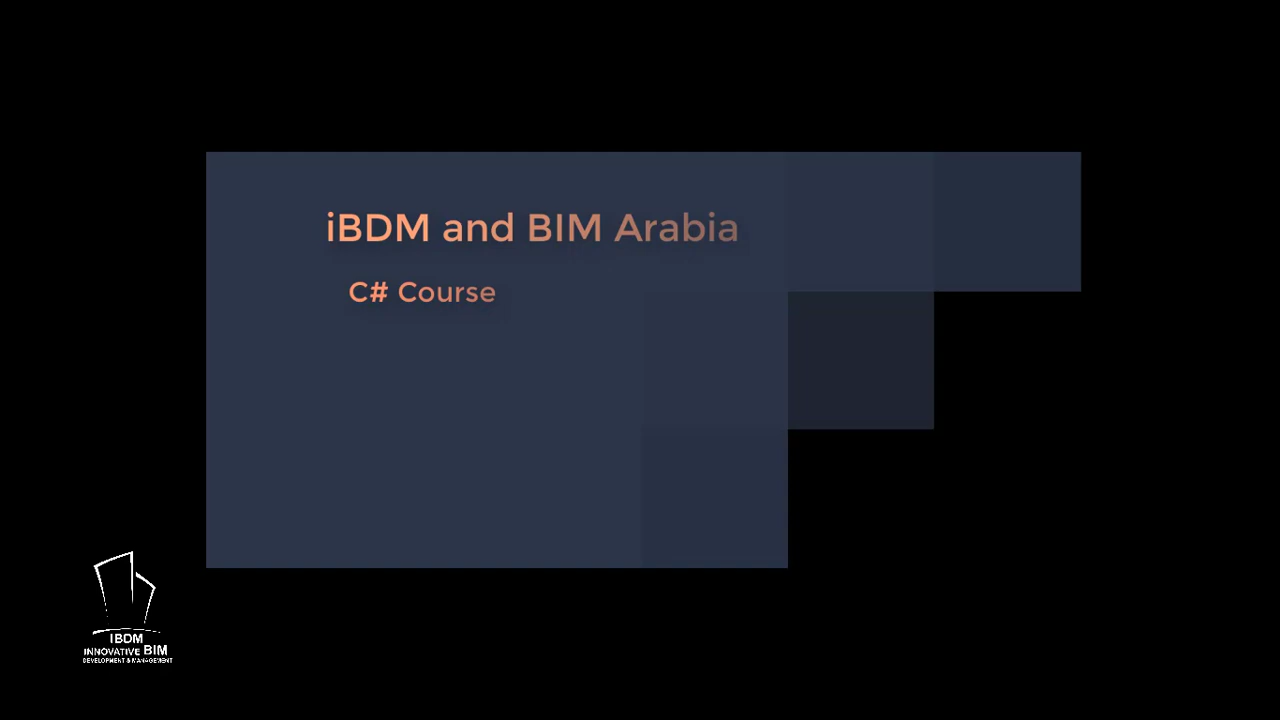 iBDM and BIM Arabia
C# Course
IBDM
INNOVATIVE BIM
DEVELOPMENT & MANAGEMENT